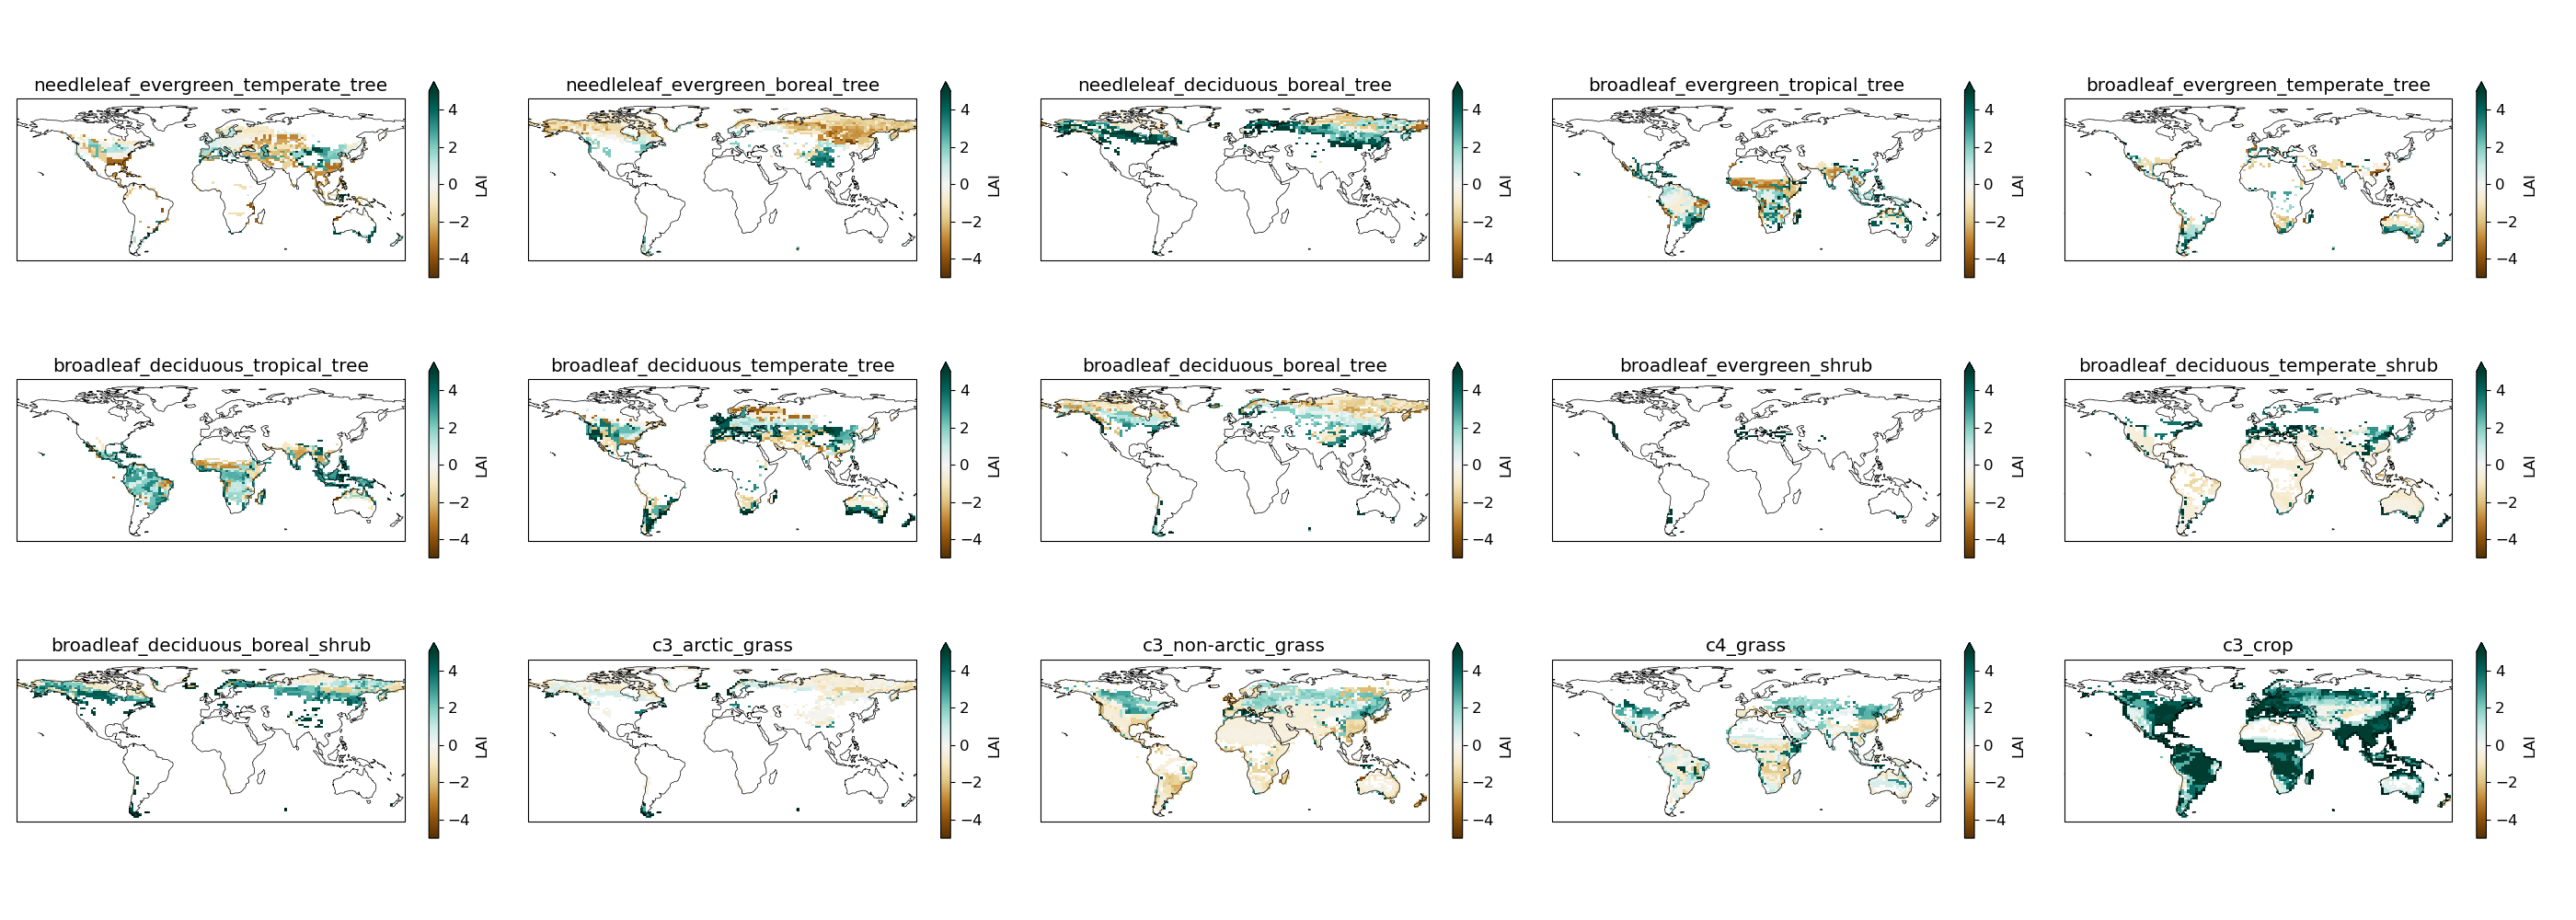 needleleaf_evergreen_temperate_tree
4
2
0
−2
−4
LAI
needleleaf_evergreen_boreal_tree
4
2
0
−2
−4
LAI
needleleaf_deciduous_boreal_tree
4
2
0
−2
−4
LAI
broadleaf_evergreen_tropical_tree
4
2
0
−2
−4
LAI
broadleaf_evergreen_temperate_tree
4
2
0
−2
−4
LAI
broadleaf_deciduous_tropical_tree
4
2
0
−2
−4
LAI
broadleaf_deciduous_temperate_tree
4
2
0
−2
−4
LAI
broadleaf_deciduous_boreal_tree
4
2
0
−2
−4
LAI
broadleaf_evergreen_shrub
4
2
0
−2
−4
LAI
broadleaf_deciduous_temperate_shrub
4
2
0
−2
−4
LAI
broadleaf_deciduous_boreal_shrub
4
2
0
−2
−4
LAI
c3_arctic_grass
4
2
0
−2
−4
LAI
c3_non-arctic_grass
4
2
0
−2
−4
LAI
c4_grass
4
2
0
−2
−4
LAI
c3_crop
4
2
0
−2
−4
LAI